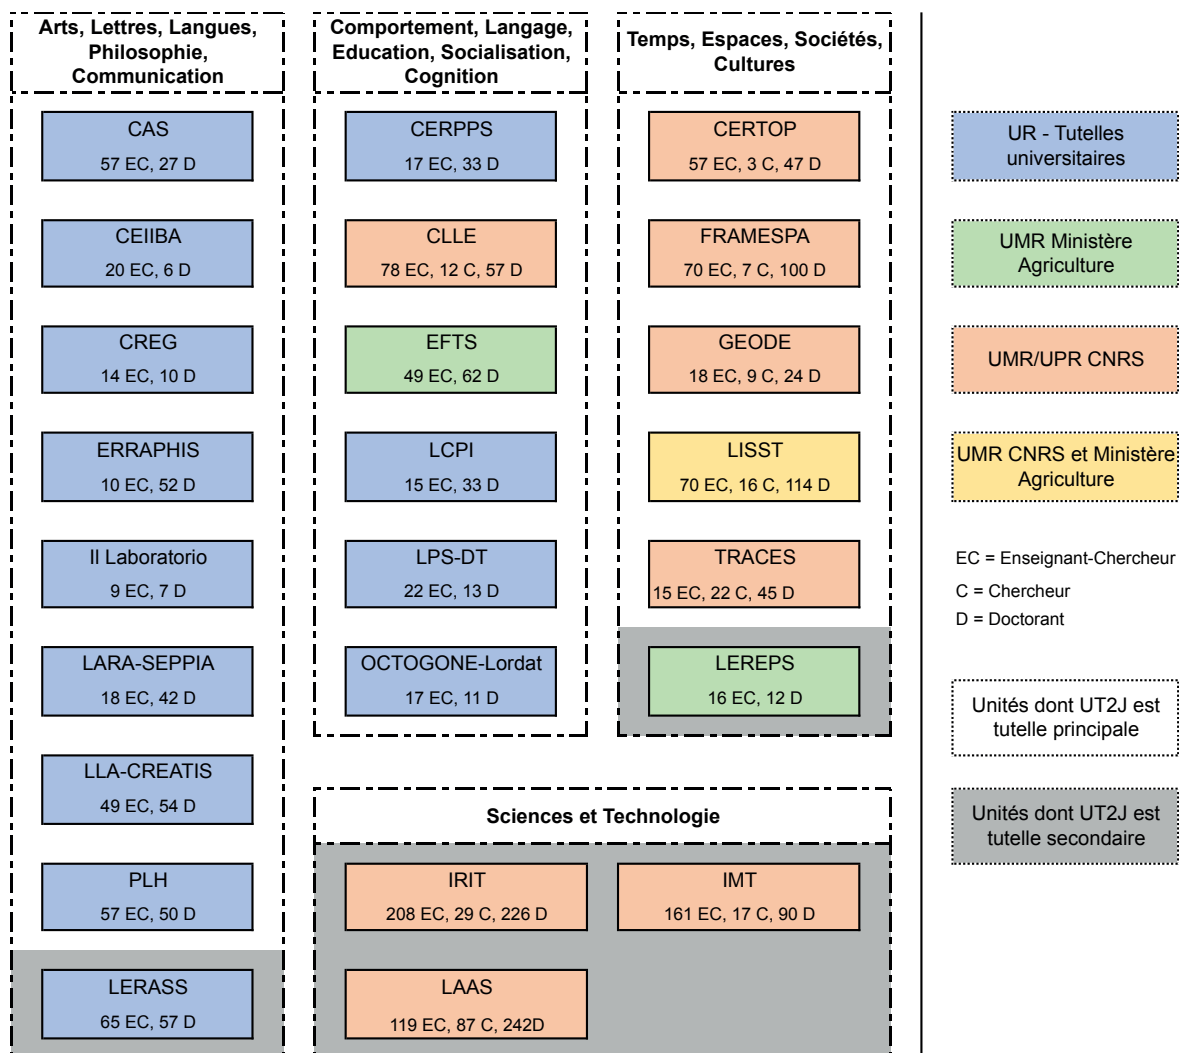 Arts, Lettres, Langues,
Philosophie,
Communication
CAS
57 EC, 27 D
CEIIBA
20 EC, 6 D
CREG
14 EC, 10 D
ERRAPHIS
10 EC, 52 D
Il Laboratorio
9 EC, 7 D
LARA-SEPPIA
18 EC, 42 D
LLA-CREATIS
49 EC, 54 D
PLH
57 EC, 50 D
LERASS
65 EC, 57 D
Comportement, Langage,
Education, Socialisation,
Cognition
CERPPS
17 EC, 33 D
CLLE
78 EC, 12 C, 57 D
EFTS
49 EC, 62 D
LCPI
15 EC, 33 D
LPS-DT
22 EC, 13 D
OCTOGONE-Lordat
17 EC, 11 D
Temps, Espaces, Sociétés,
Cultures
CERTOP
57 EC, 3 C, 47 D
FRAMESPA
70 EC, 7 C, 100 D
GEODE
18 EC, 9 C, 24 D
LISST
70 EC, 16 C, 114 D
TRACES
15 EC, 22 C, 45 D
LEREPS
16 EC, 12 D
Sciences et Technologie
IRIT
208 EC, 29 C, 226 D
IMT
161 EC, 17 C, 90 D
LAAS
119 EC, 87 C, 242D
UR - Tutelles
universitaires
UMR Ministère
Agriculture
UMR/UPR CNRS
UMR CNRS et Ministère
Agriculture
EC = Enseignant-Chercheur
C = Chercheur
D = Doctorant
Unités dont UT2J est
tutelle principale
Unités dont UT2J est
tutelle secondaire